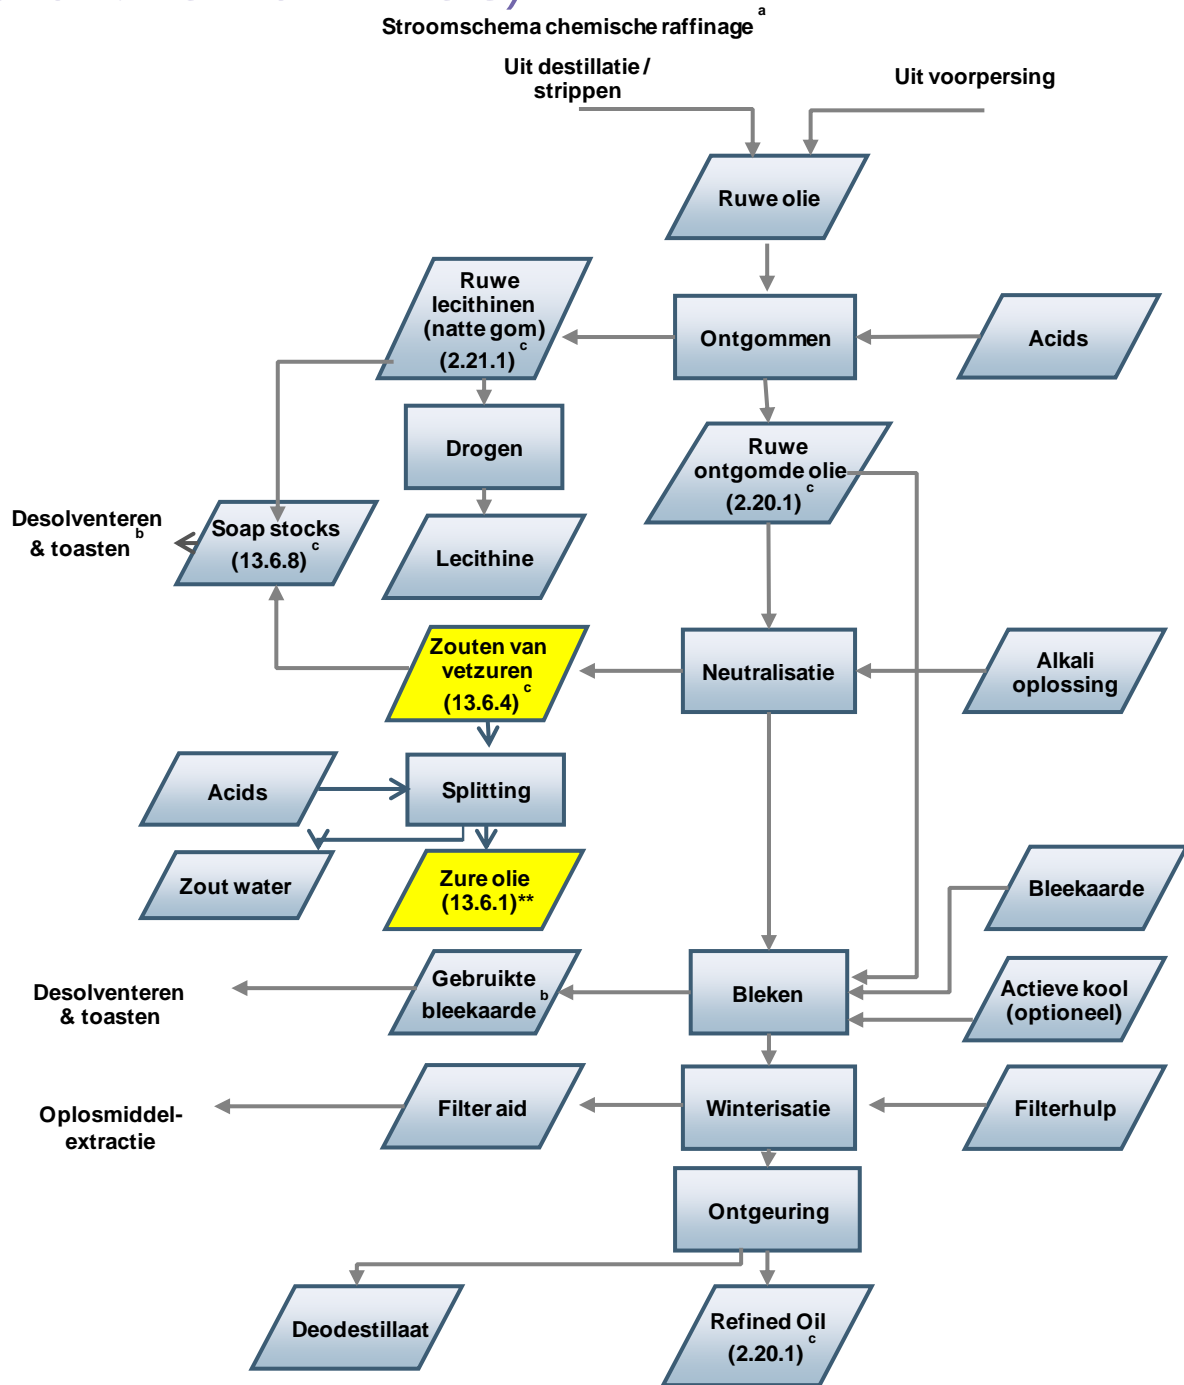 Stroomschema chemische raffinage a
Uit destillatie /
strippen
Uit voorpersing
Ruwe olie
Ruwe
lecithinen
(natte gom)
(2.21.1) c
Ontgommen
Acids
Drogen
Ruwe
ontgomde olie
(2.20.1) c
Desolventeren
& toasten b
Soap stocks
(13.6.8) c
Lecithine
Zouten van
vetzuren
(13.6.4) c
Neutralisatie
Alkali
oplossing
Acids
Splitting
Zout water
Zure olie
(13.6.1)**
Bleekaarde
Desolventeren
& toasten
Gebruikte
bleekaarde b
Bleken
Actieve kool
(optioneel)
Oplosmiddel-
extractie
Filter aid
Winterisatie
Filterhulp
Ontgeuring
Deodestillaat
Refined Oil
(2.20.1) c